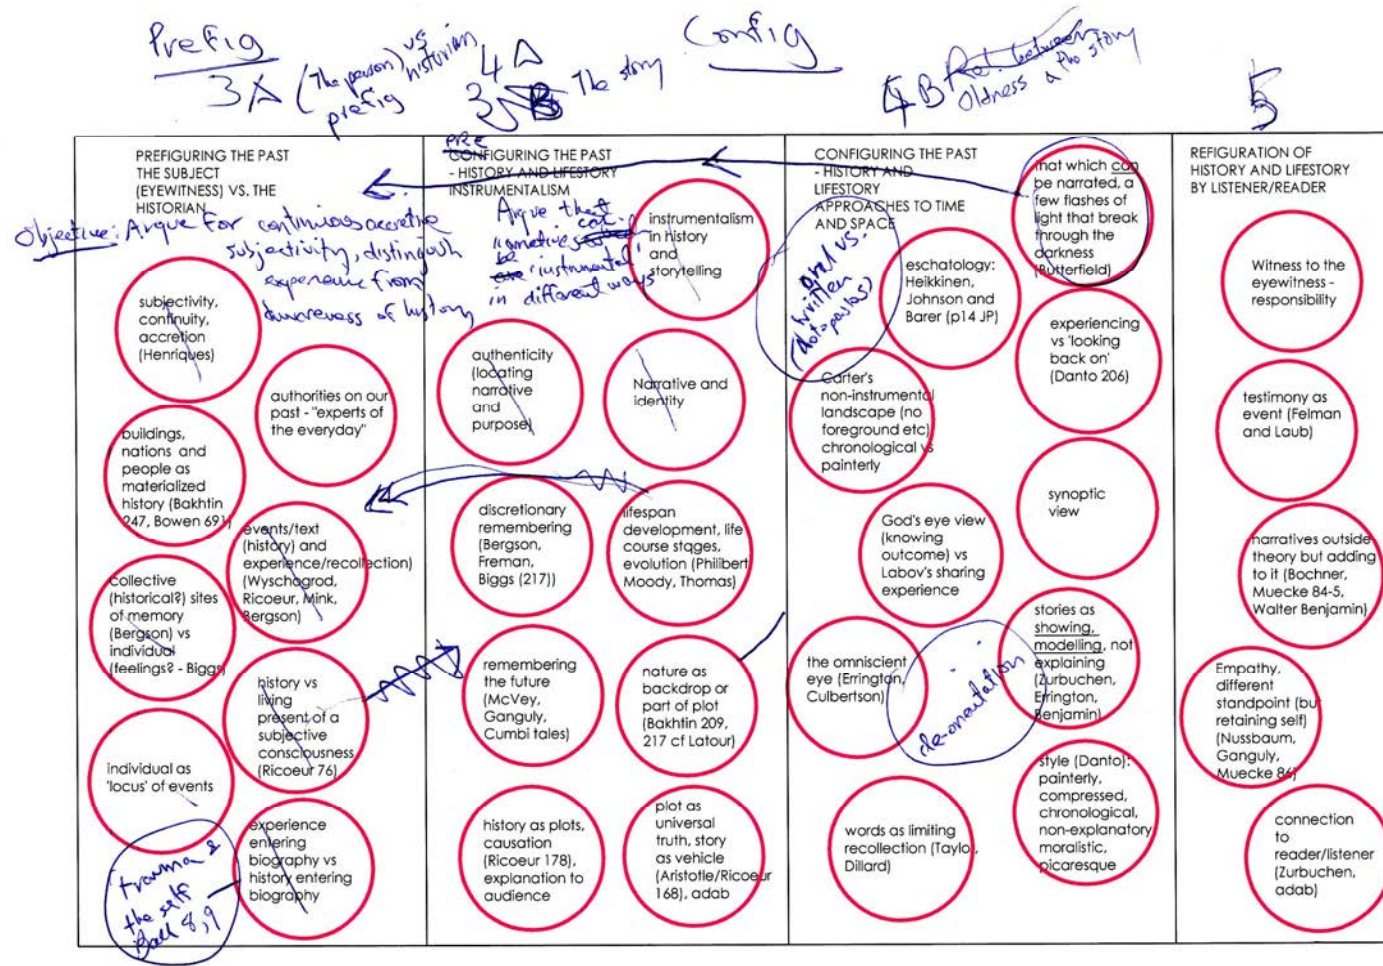 Prefig
3A (The person) vs historian
prefig
4A
3B The story
Config
4B Rel. between
Oldness & the story
5
PREFIGURING THE PAST
THE SUBJECT
(EYEWITNESS) VS. THE
HISTORIAN
Objective: Argue for continuous accretive
subjectivity, distinguish
experience from
awareness of history
subjectivity,
continuity,
accretion
(Henriques)
authorities on our
past - "experts of
the everyday"
buildings,
nations and
people as
materialized
history (Bakhtin
247, Bowen 691)
events/text
(history) and
experience/recollection)
(Wyschogrod,
Ricoeur, Mink,
Bergson)
collective
(historical?) sites
of memory
(Bergson) vs
individual
(feelings? - Biggs)
history vs
living
present of a
subjective
consciousness
(Ricoeur 76)
individual as
'locus' of events
experience
entering
biography vs
history entering
biography
trauma &
the self
8,9
PRE
CONFIGURING THE PAST
- HISTORY AND LIFESTORY
INSTRUMENTALISM
Argue that
narratives can
be
are 'instrumental'
in different ways
instrumentalism
in history
and
storytelling
authenticity
(locating
narrative
and
purpose)
Narrative and
identity
discretionary
remembering
(Bergson,
Freman,
Biggs (217))
lifespan
development, life
course stages,
evolution (Philibert
Moody, Thomas)
remembering
the future
(McVey,
Ganguly,
Cumbi tales)
nature as
backdrop or
part of plot
(Bakhtin 209,
217 cf Latour)
history as plots,
causation
(Ricoeur 178),
explanation to
audience
plot as
universal
truth, story
as vehicle
(Aristotle/Ricoeur
168), adab
CONFIGURING THE PAST
- HISTORY AND
LIFESTORY
APPROACHES TO TIME
AND SPACE
oral vs.
written
that which can
be narrated, a
few flashes of
light that break
through the
darkness
(Butterfield)
eschatology:
Heikkinen,
Johnson and
Barer (p14 JP)
experiencing
vs 'looking
back on'
(Danto 206)
Carter's
non-instrumental
landscape (no
foreground etc)
chronological vs
painterly
synoptic
view
God's eye view
(knowing
outcome) vs
Labov's sharing
experience
stories as
showing,
modelling, not
explaining
(Zurbuchen,
Errington,
Benjamin)
the omniscient
eye (Errington,
Culbertson)
de-orientation
style (Danto):
painterly,
compressed,
chronological,
non-explanatory
moralistic,
picaresque
words as limiting
recollection (Taylo,
Dillard)
REFIGURATION OF
HISTORY AND LIFESTORY
BY LISTENER/READER
Witness to the
eyewitness -
responsibility
testimony as
event (Felman
and Laub)
narratives outside
theory but adding
to it (Bochner,
Muecke 84-5,
Walter Benjamin)
Empathy,
different
standpoint (but
retaining self)
(Nussbaum,
Ganguly,
Muecke 86)
connection
to
reader/listener
(Zurbuchen,
adab)